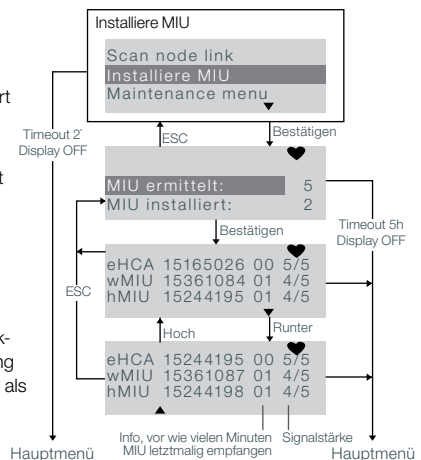 Installiere MIU
Scan node link
Installiere MIU
Maintenance menu
rt
Timeout 2`
Display OFF
ESC
Bestätigen
t
MIU ermittelt: 5
MIU installiert: 2
Timeout 5h
Display OFF
Bestätigen
eHCA 15165026 00 5/5
wMIU 15361084 01 4/5
hMIU 15244195 01 4/5
ESC
Hoch
Runter
k-
ng
als
eHCA 15244195 00 5/5
wMIU 15361087 01 4/5
hMIU 15244198 01 4/5
Info, vor wie vielen Minuten
MIU letztmalig empfangen
Signalstärke
Hauptmenü
Hauptmenü